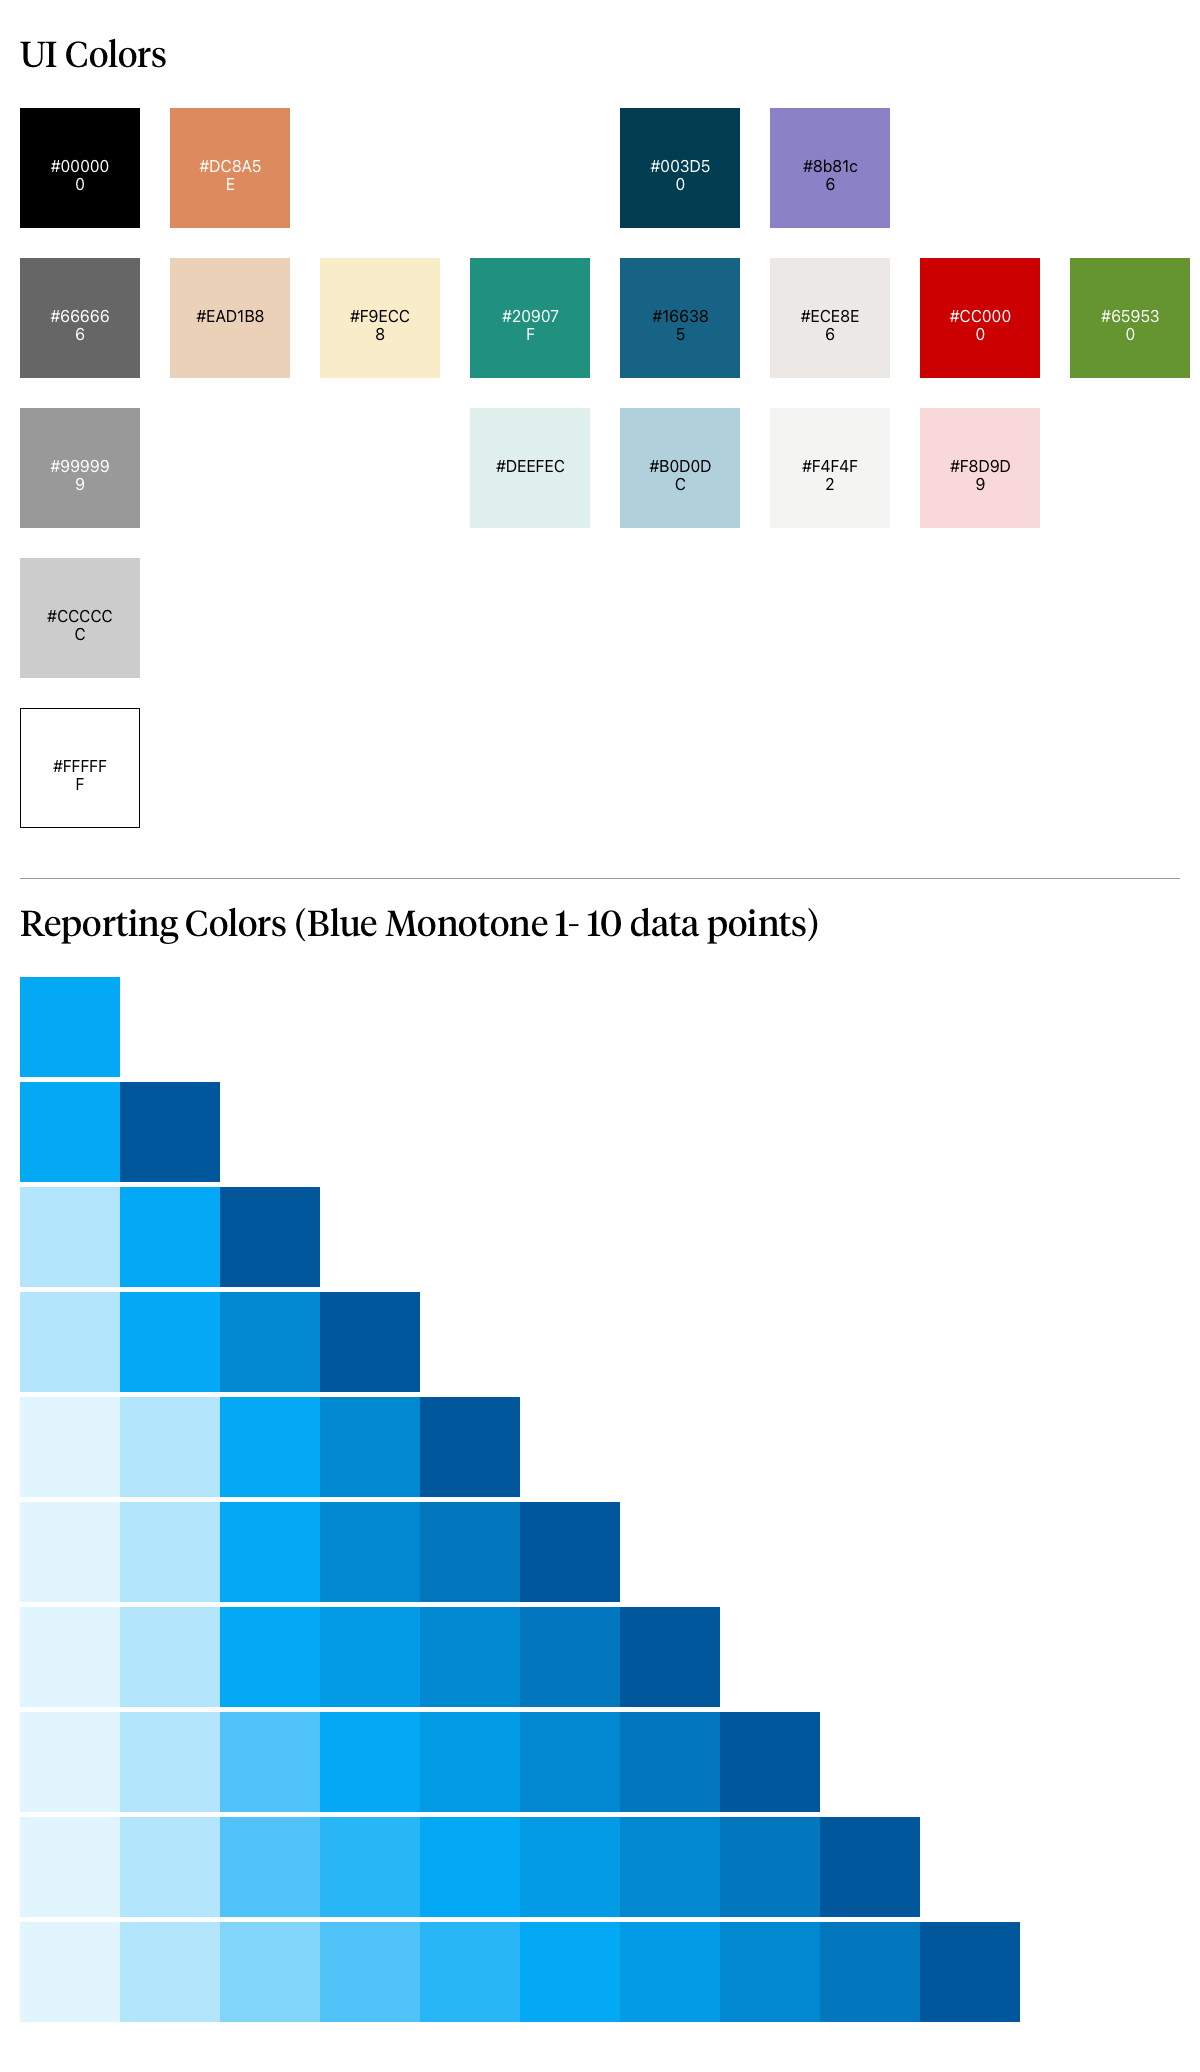 UI Colors
#00000
0
#DC8A5
E
#003D5
0
#8b81c
6
#66666
6
#EAD1B8
#F9ECC
8
#20907
F
#16638
5
#ECE8E
6
#CC000
0
#65953
0
#99999
9
#DEEFEC
#B0D0D
C
#F4F4F
2
#F8D9D
9
#CCCCC
C
#FFFFF
F
Reporting Colors (Blue Monotone 1- 10 data points)